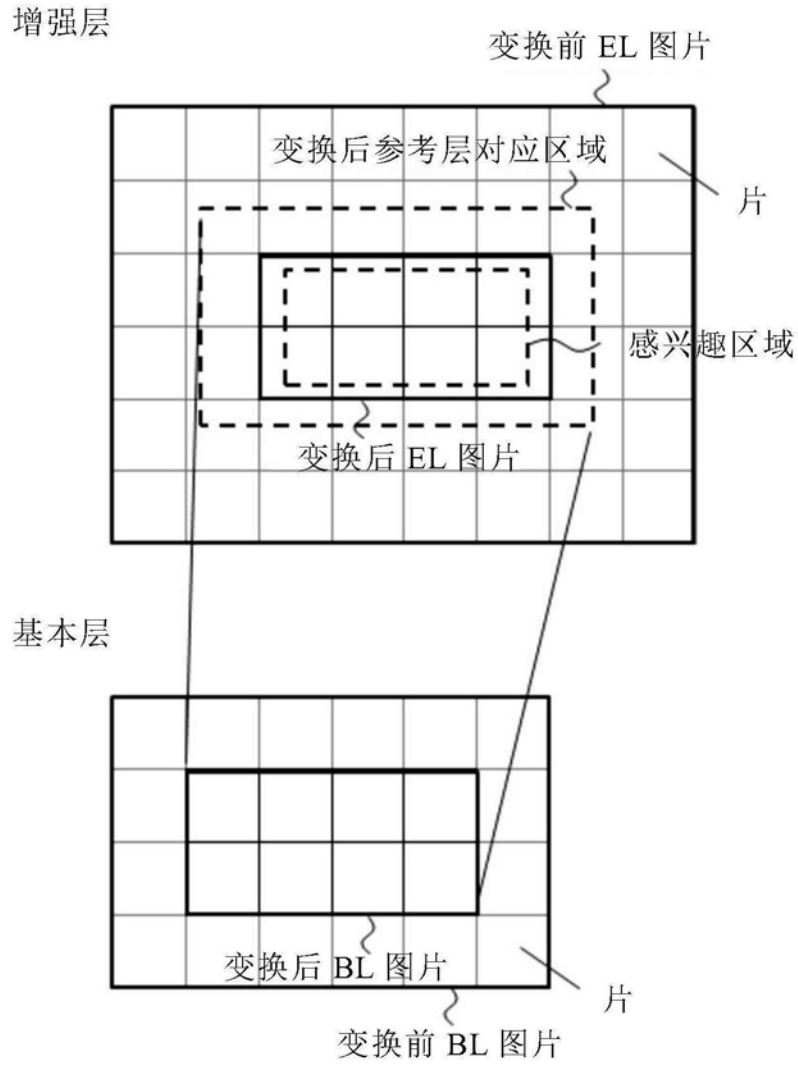 增强层
变换前 EL 图片
变换后参考层对应区域
片
感兴趣区域
变换后 EL 图片
基本层
变换后 BL 图片
片
变换前 BL 图片